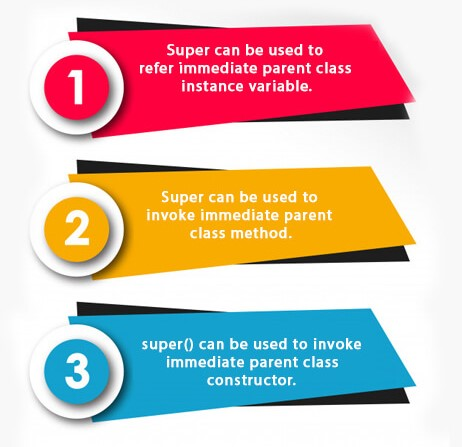 1
Super can be used to
refer immediate parent class
instance variable.
2
Super can be used to
invoke immediate parent
class method.
3
super() can be used to invoke
immediate parent class
constructor.